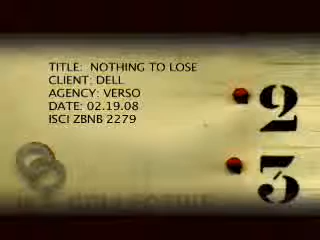 TITLE:  NOTHING TO LOSE
CLIENT: DELL
AGENCY: VERSO
DATE: 02.19.08
ISCI ZBNB 2279
2
3